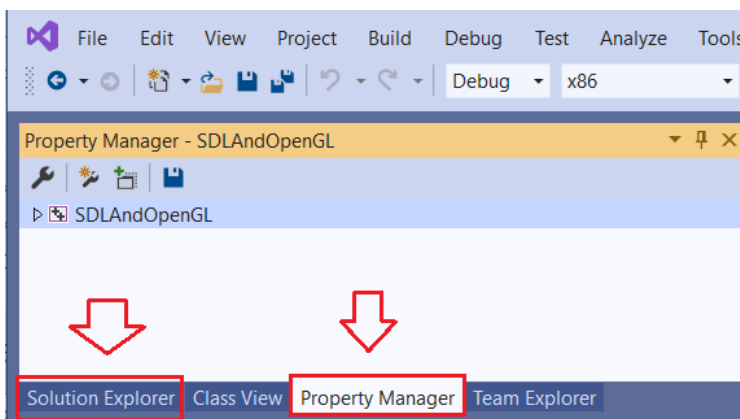 File Edit View Project Build Debug Test Analyze Tools
Debug x86
Property Manager - SDLAndOpenGL
SDLAndOpenGL
Solution Explorer Class View Property Manager Team Explorer